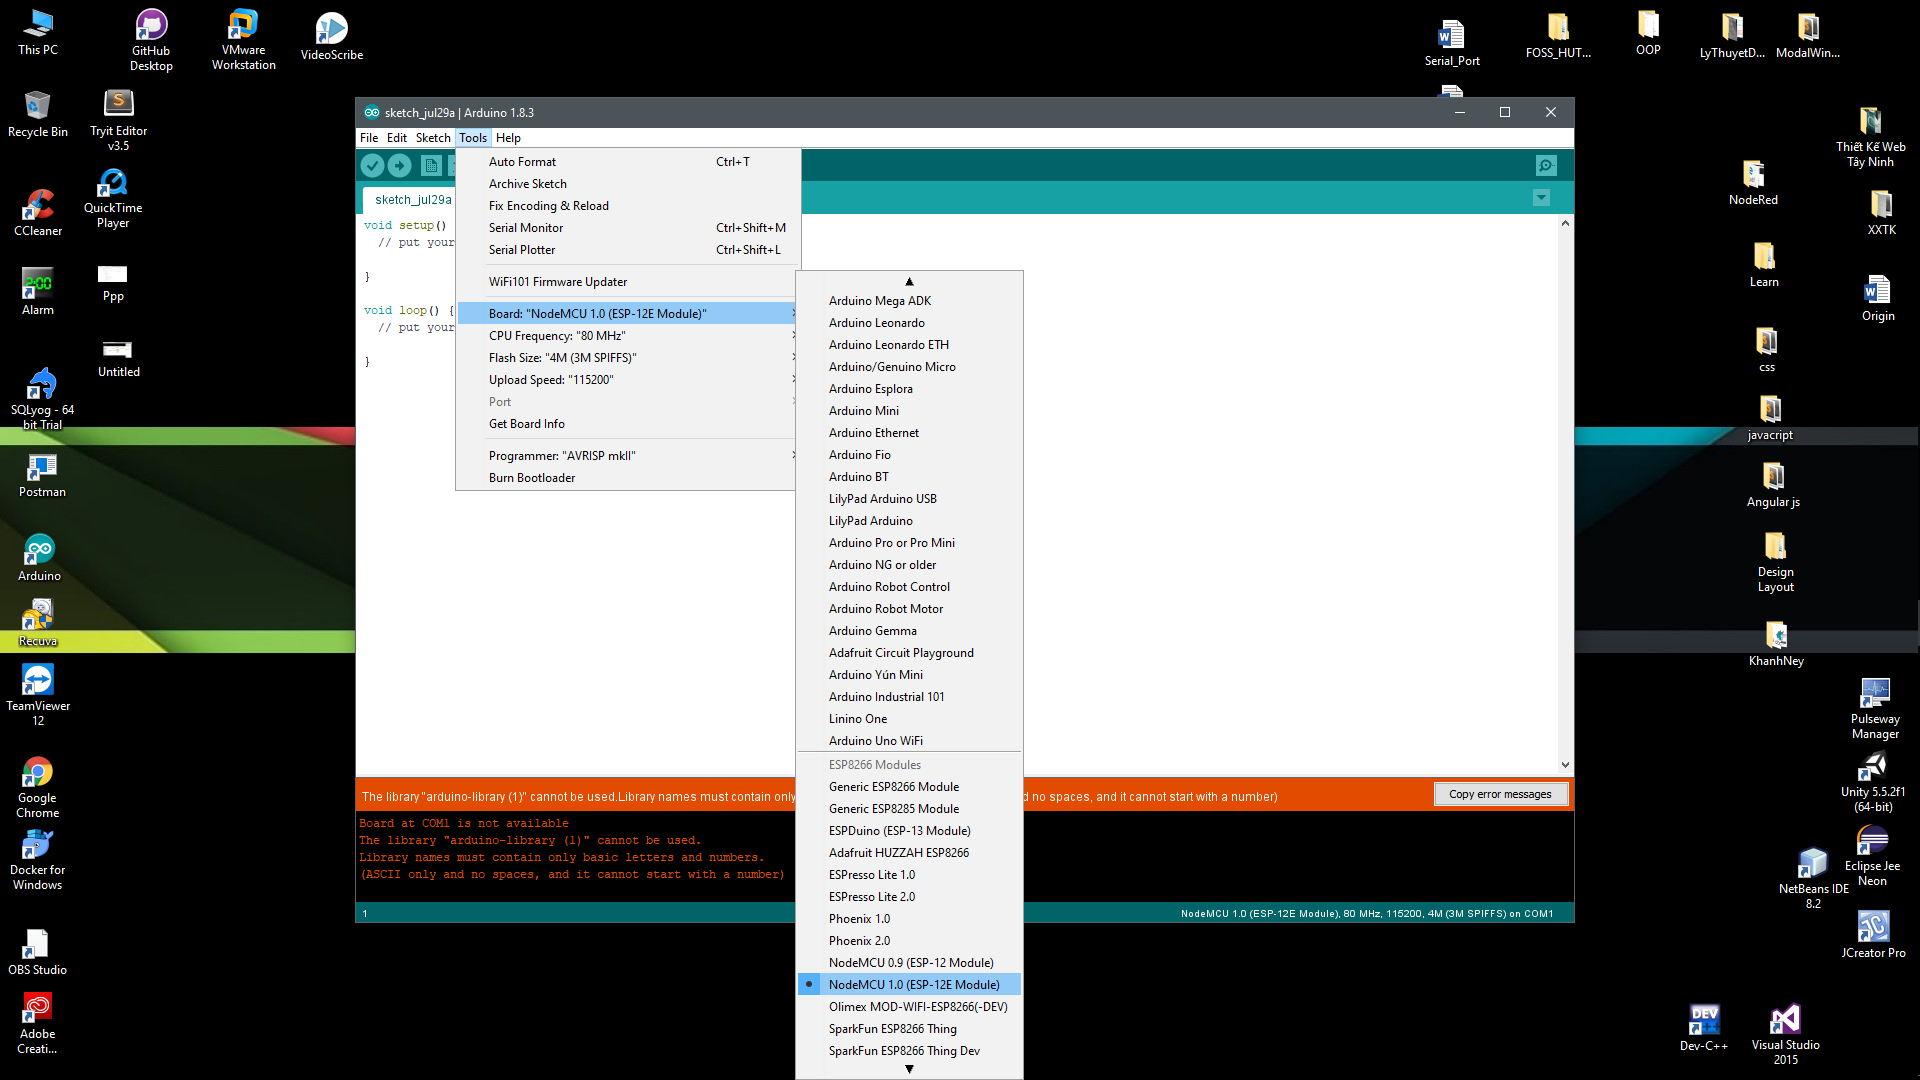 This PC
GitHub
Desktop
VMware
Workstation
VideoScribe
Serial_Port
FOSS_HUT...
OOP
LyThuyetD...
ModalWin...
Recycle Bin
Tryit Editor
v3.5
CCleaner
QuickTime
Player
Alarm
Ppp
Untitled
SQLyog - 64
bit Trial
Postman
Arduino
Recuva
TeamViewer
12
Google
Chrome
Docker for
Windows
OBS Studio
Adobe
Creati...
sketch_jul29a | Arduino 1.8.3
File Edit Sketch Tools Help
sketch_jul29a
void setup()
// put your
}
void loop() {
// put your
}
Auto Format Ctrl+T
Archive Sketch
Fix Encoding & Reload
Serial Monitor Ctrl+Shift+M
Serial Plotter Ctrl+Shift+L
WiFi101 Firmware Updater
Board: "NodeMCU 1.0 (ESP-12E Module)"
CPU Frequency: "80 MHz"
Flash Size: "4M (3M SPIFFS)"
Upload Speed: "115200"
Port
Get Board Info
Programmer: "AVRISP mkII"
Burn Bootloader
Arduino Mega ADK
Arduino Leonardo
Arduino Leonardo ETH
Arduino/Genuino Micro
Arduino Esplora
Arduino Mini
Arduino Ethernet
Arduino Fio
Arduino BT
LilyPad Arduino USB
LilyPad Arduino
Arduino Pro or Pro Mini
Arduino NG or older
Arduino Robot Control
Arduino Robot Motor
Arduino Gemma
Adafruit Circuit Playground
Arduino Yún Mini
Arduino Industrial 101
Linino One
Arduino Uno WiFi
ESP8266 Modules
Generic ESP8266 Module
Generic ESP8285 Module
ESPDuino (ESP-13 Module)
Adafruit HUZZAH ESP8266
ESPresso Lite 1.0
ESPresso Lite 2.0
Phoenix 1.0
Phoenix 2.0
NodeMCU 0.9 (ESP-12 Module)
NodeMCU 1.0 (ESP-12E Module)
Olimex MOD-WIFI-ESP8266(-DEV)
SparkFun ESP8266 Thing
SparkFun ESP8266 Thing Dev
The library "arduino-library (1)" cannot be used.Library names must contain only d no spaces, and it cannot start with a number)
Copy error messages
Board at COM1 is not available
The library "arduino-library (1)" cannot be used.
Library names must contain only basic letters and numbers.
(ASCII only and no spaces, and it cannot start with a number)
1
NodeMCU 1.0 (ESP-12E Module), 80 MHz, 115200, 4M (3M SPIFFS) on COM1
Thiết Kế Web
Tây Ninh
NodeRed
XXTK
Learn
Origin
css
javacript
Angular js
Design
Layout
KhanhNey
Pulseway
Manager
Unity 5.5.2f1
(64-bit)
Eclipse Jee
Neon
NetBeans IDE
8.2
JCreator Pro
DEV
Dev-C++
Visual Studio
2015